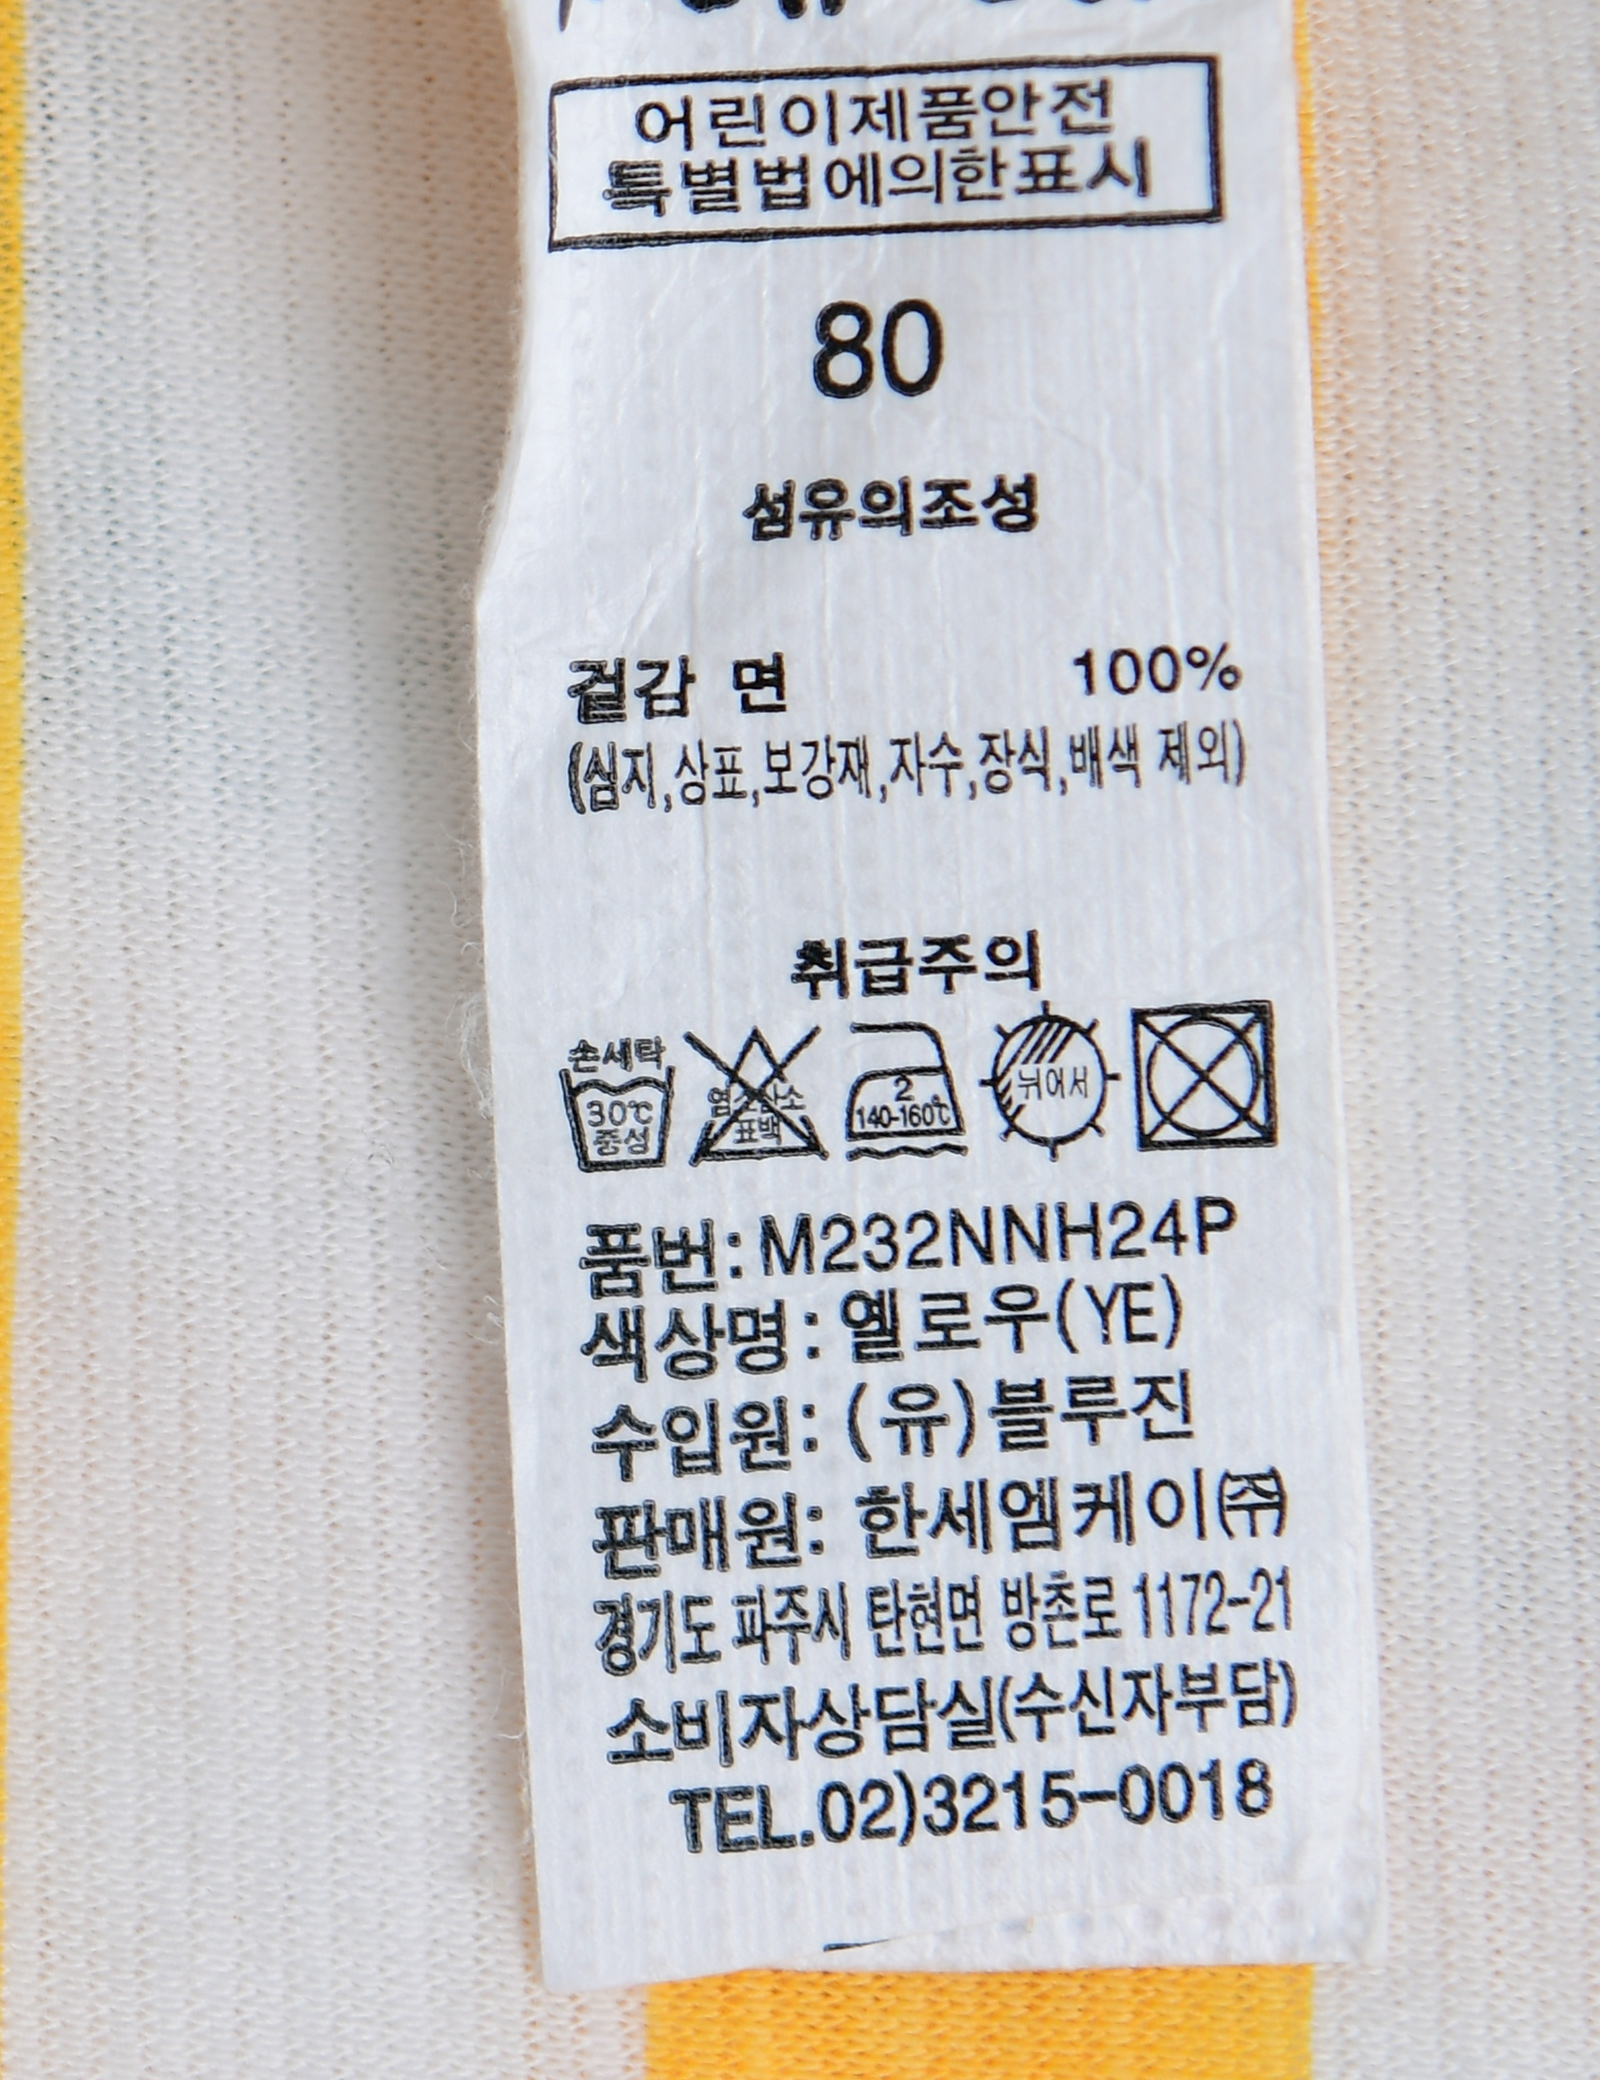 어린이제품안전
특별법에의한표시
80
섬유의조성
겉감 면 100%
(심지,상표,보강재,자수,장식,배색 제외)
취급주의
손세탁
30℃
중성
염소산소
표백
2
140-160℃
뉘어서
품번: M232NNH24P
색상명: 옐로우(YE)
수입원: (유)블루진
판매원: 한세엠케이㈜
경기도 파주시 탄현면 방촌로 1172-21
소비자상담실(수신자부담)
TEL.02)3215-0018